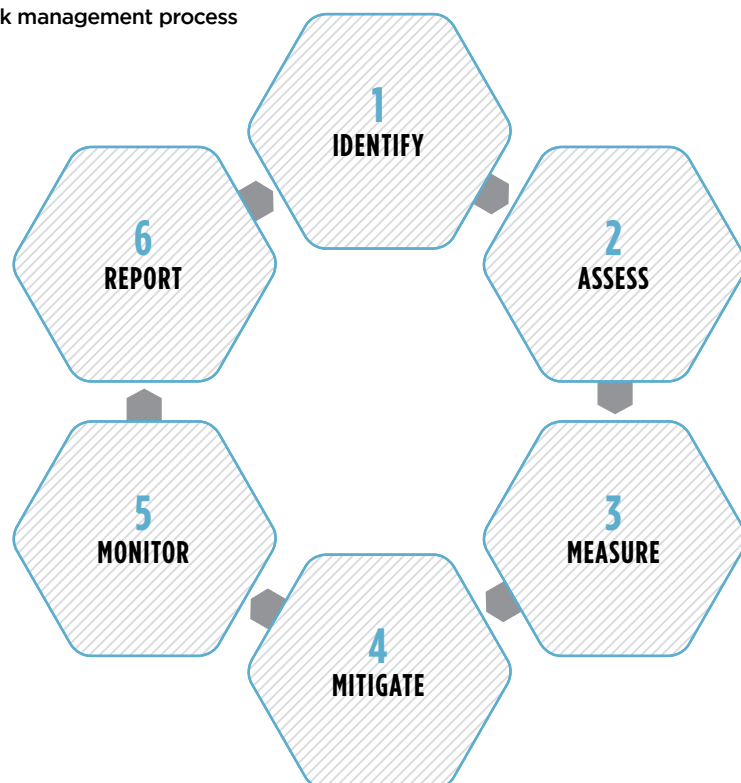 k management process
1
IDENTIFY
2
ASSESS
3
MEASURE
4
MITIGATE
5
MONITOR
6
REPORT